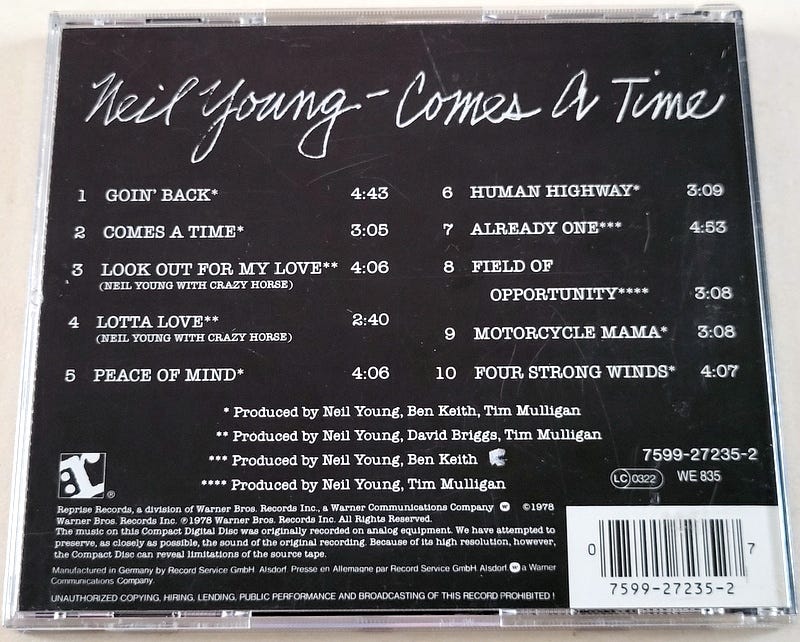 Neil Young - Comes A Time
1 GOIN' BACK* 4:43
2 COMES A TIME* 3:05
3 LOOK OUT FOR MY LOVE** 4:06
(NEIL YOUNG WITH CRAZY HORSE)
4 LOTTA LOVE** 2:40
(NEIL YOUNG WITH CRAZY HORSE)
5 PEACE OF MIND* 4:06
6 HUMAN HIGHWAY* 3:09
7 ALREADY ONE*** 4:53
8 FIELD OF
OPPORTUNITY**** 3:08
9 MOTORCYCLE MAMA* 3:08
10 FOUR STRONG WINDS* 4:07
* Produced by Neil Young, Ben Keith, Tim Mulligan
** Produced by Neil Young, David Briggs, Tim Mulligan
*** Produced by Neil Young, Ben Keith
**** Produced by Neil Young, Tim Mulligan
7599-27235-2
LC 0322 WE 835
r ®
Reprise Records, a division of Warner Bros. Records Inc., a Warner Communications Company W ©1978
Warner Bros. Records Inc. ℗1978 Warner Bros. Records Inc. All Rights Reserved.
The music on this Compact Digital Disc was originally recorded on analog equipment. We have attempted to
preserve, as closely as possible, the sound of the original recording. Because of its high resolution, however,
the Compact Disc can reveal limitations of the source tape.
Manufactured in Germany by Record Service GmbH, Alsdorf. Presse en Allemagne par Record Service GmbH, Alsdorf. W a Warner
Communications Company.
UNAUTHORIZED COPYING, HIRING, LENDING, PUBLIC PERFORMANCE AND BROADCASTING OF THIS RECORD PROHIBITED!
0 7
7599-27235-2